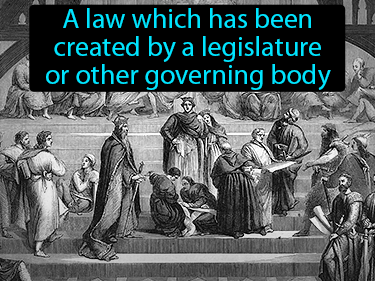 A law which has been
created by a legislature
or other governing body